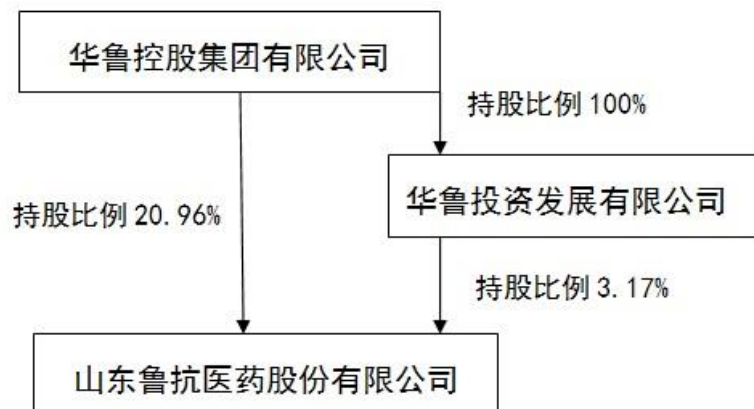 华鲁控股集团有限公司
持股比例 100%
华鲁投资发展有限公司
持股比例 20.96%
持股比例 3.17%
山东鲁抗医药股份有限公司